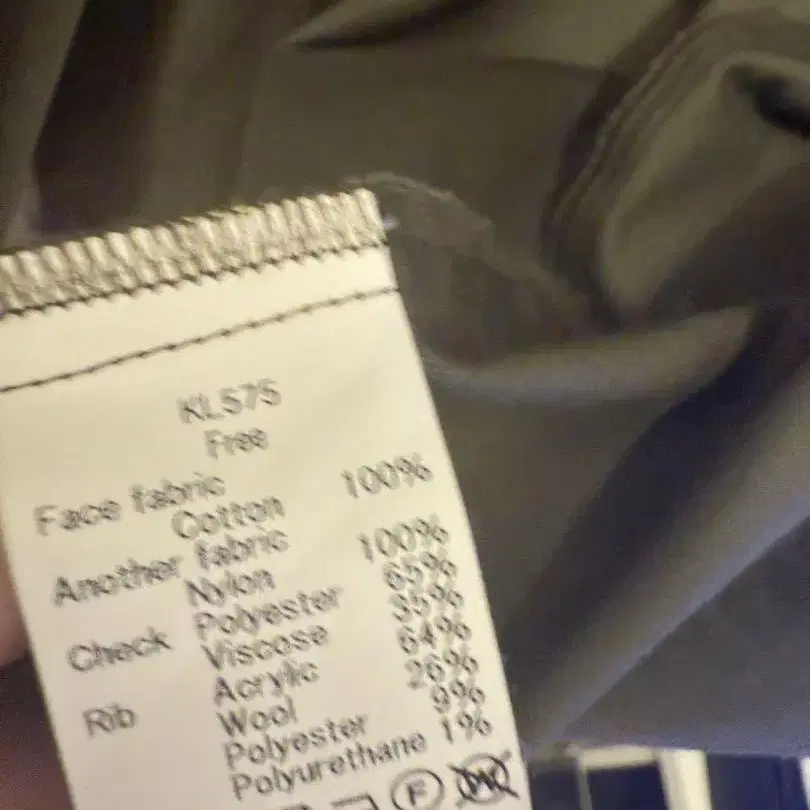 KL575
Free
Face fabric
Cotton 100%
Another fabric
Nylon 100%
Check Polyester 65%
Viscose 35%
Rib Acrylic 64%
Wool 26%
Polyester 9%
Polyurethane 1%
F W